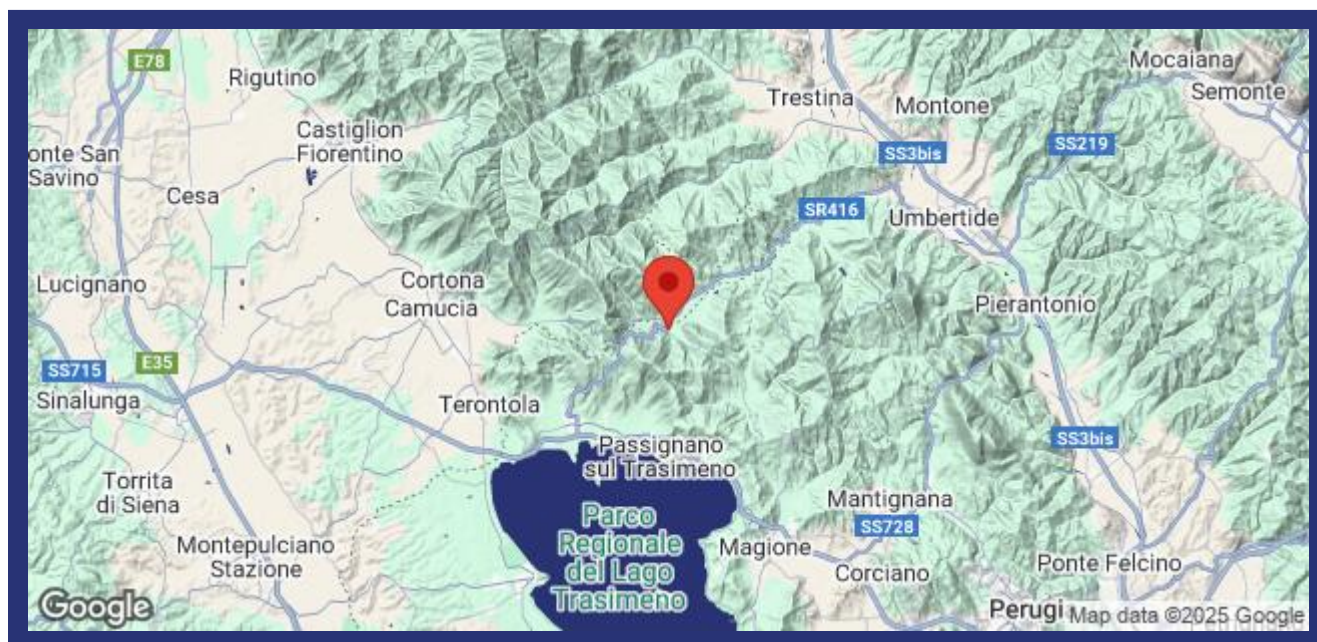 E78
Rigutino
Mocaiana
Semonte
Trestina
Montone
Castiglion
Fiorentino
SS3bis
SS219
onte San
Savino
Cesa
SR416
Umbertide
Lucignano
Cortona
Camucia
Pierantonio
SS715
E35
Sinalunga
Terontola
Passignano
sul Trasimeno
SS3bis
Torrita
di Siena
Mantignana
Parco
Regionale
del Lago
Trasimeno
SS728
Montepulciano
Stazione
Magione
Corciano
Ponte Felcino
Google
Perugi
Map data ©2025 Google